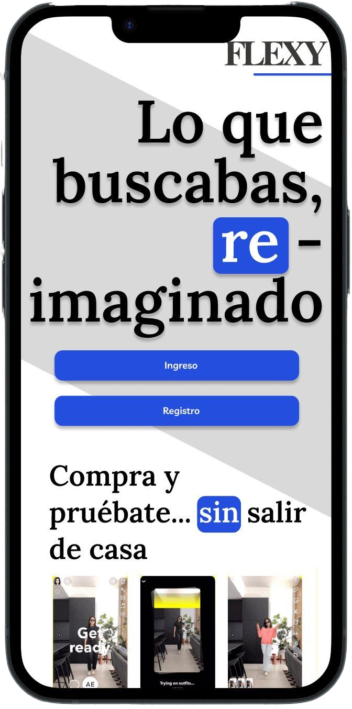 FLEXY
Lo que
buscabas,
re -
imaginado
Ingreso
Registro
Compra y
pruébate... sin salir
de casa
Get
ready
AE
Trying on outfits...